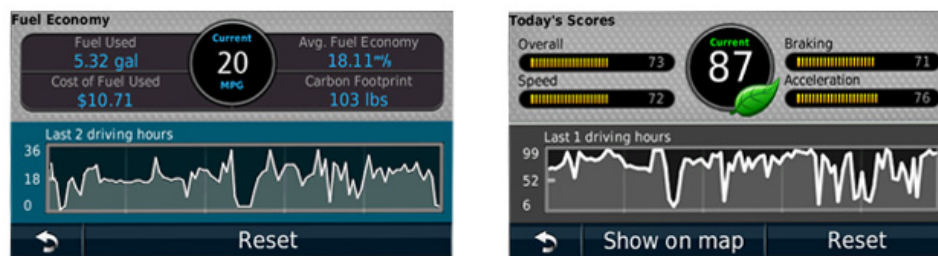 Fuel Economy
Fuel Used
5.32 gal
Current
20
MPG
Avg. Fuel Economy
18.11
Cost of Fuel Used
$10.71
Carbon Footprint
103 lbs
Last 2 driving hours
36
18
0
Reset
Today's Scores
Overall
73
Current
87
Braking
71
Speed
72
Acceleration
76
Last 1 driving hours
99
52
6
Show on map
Reset